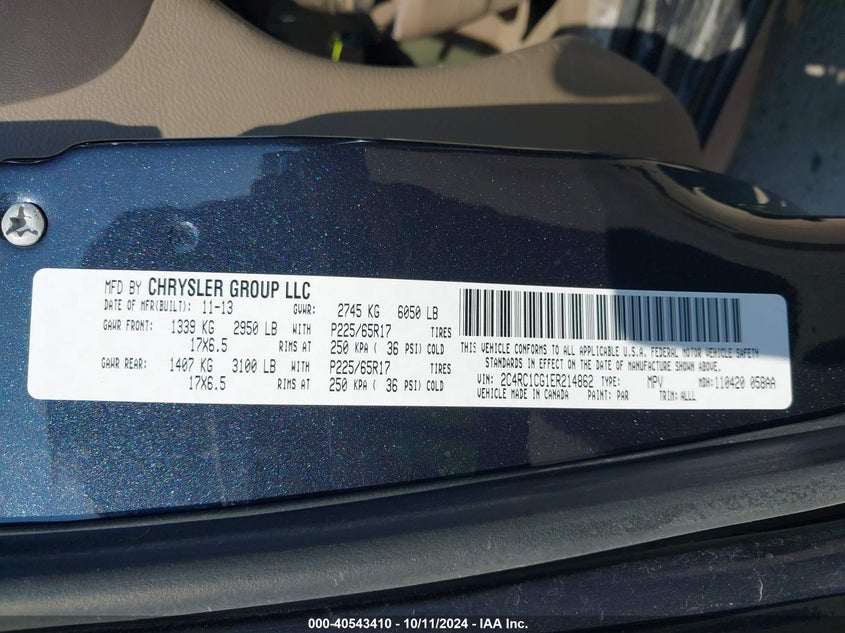 MFD BY CHRYSLER GROUP LLC
DATE OF MFR(BUILT): 11-13 GVWR: 2745 KG 6050 LB
GAWR FRONT: 1339 KG 2950 LB WITH P225/65R17 TIRES
17X6.5 RIMS AT 250 KPA ( 36 PSI) COLD
GAWR REAR: 1407 KG 3100 LB WITH P225/65R17 TIRES
17X6.5 RIMS AT 250 KPA ( 36 PSI) COLD
THIS VEHICLE CONFORMS TO ALL APPLICABLE U.S.A. FEDERAL MOTOR VEHICLE SAFETY
STANDARDS IN EFFECT ON THE DATE OF MANUFACTURE SHOWN ABOVE.
VIN: 2C4RC1CG1ER214862 TYPE: MPV MDH: 110420 058AA
VEHICLE MADE IN CANADA PAINT: PAR TRIM: ALLL
000-40543410 - 10/11/2024 - IAA Inc.